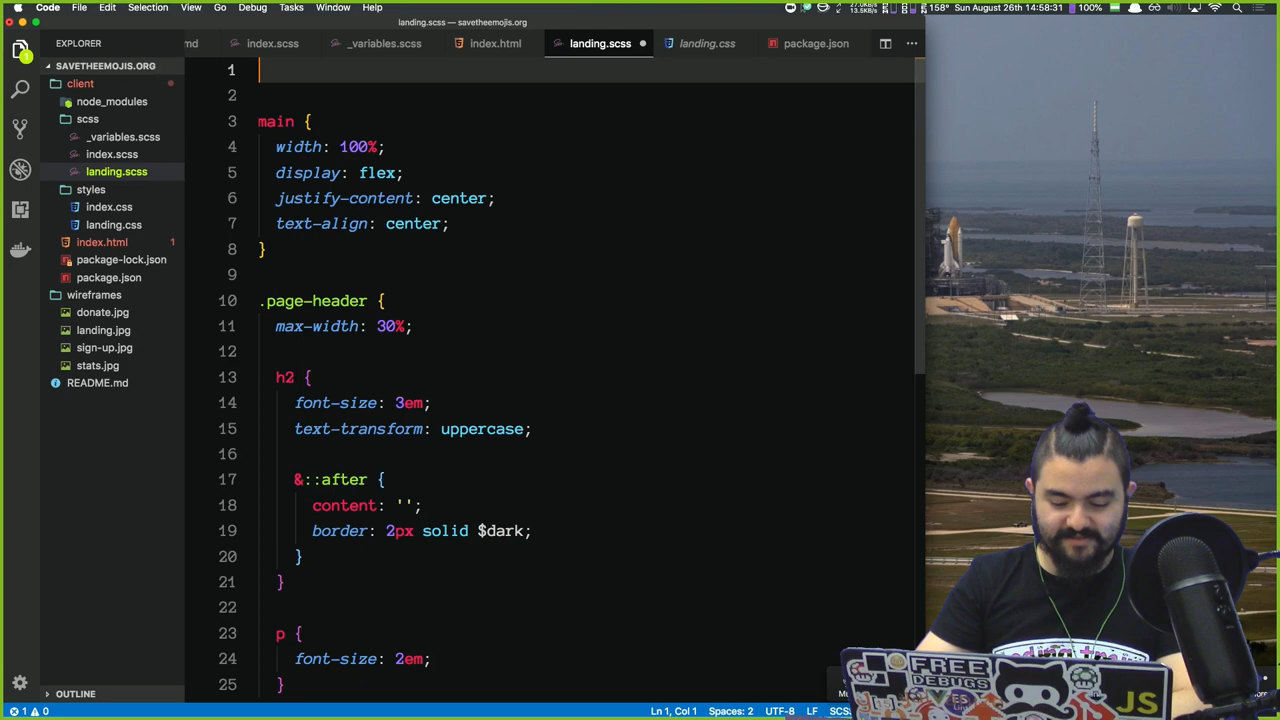 Code File Edit Selection View Go Debug Tasks Window Help
158° Sun August 26th 14:58:31 100%
landing.scss — savetheemojis.org
EXPLORER
md index.scss _variables.scss index.html landing.scss landing.css package.json
SAVETHEEMOJIS.ORG
client
node_modules
scss
_variables.scss
index.scss
landing.scss
styles
index.css
landing.css
index.html 1
package-lock.json
package.json
wireframes
donate.jpg
landing.jpg
sign-up.jpg
stats.jpg
README.md
OUTLINE
1
1
2
3 main {
4 width: 100%;
5 display: flex;
6 justify-content: center;
7 text-align: center;
8 }
9
10 .page-header {
11 max-width: 30%;
12
13 h2 {
14 font-size: 3em;
15 text-transform: uppercase;
16
17 &::after {
18 content: '';
19 border: 2px solid $dark;
20 }
21 }
22
23 p {
24 font-size: 2em;
25 }
1 0 Ln 1, Col 1 Spaces: 2 UTF-8 LF
FREE
DEBUGS
JS